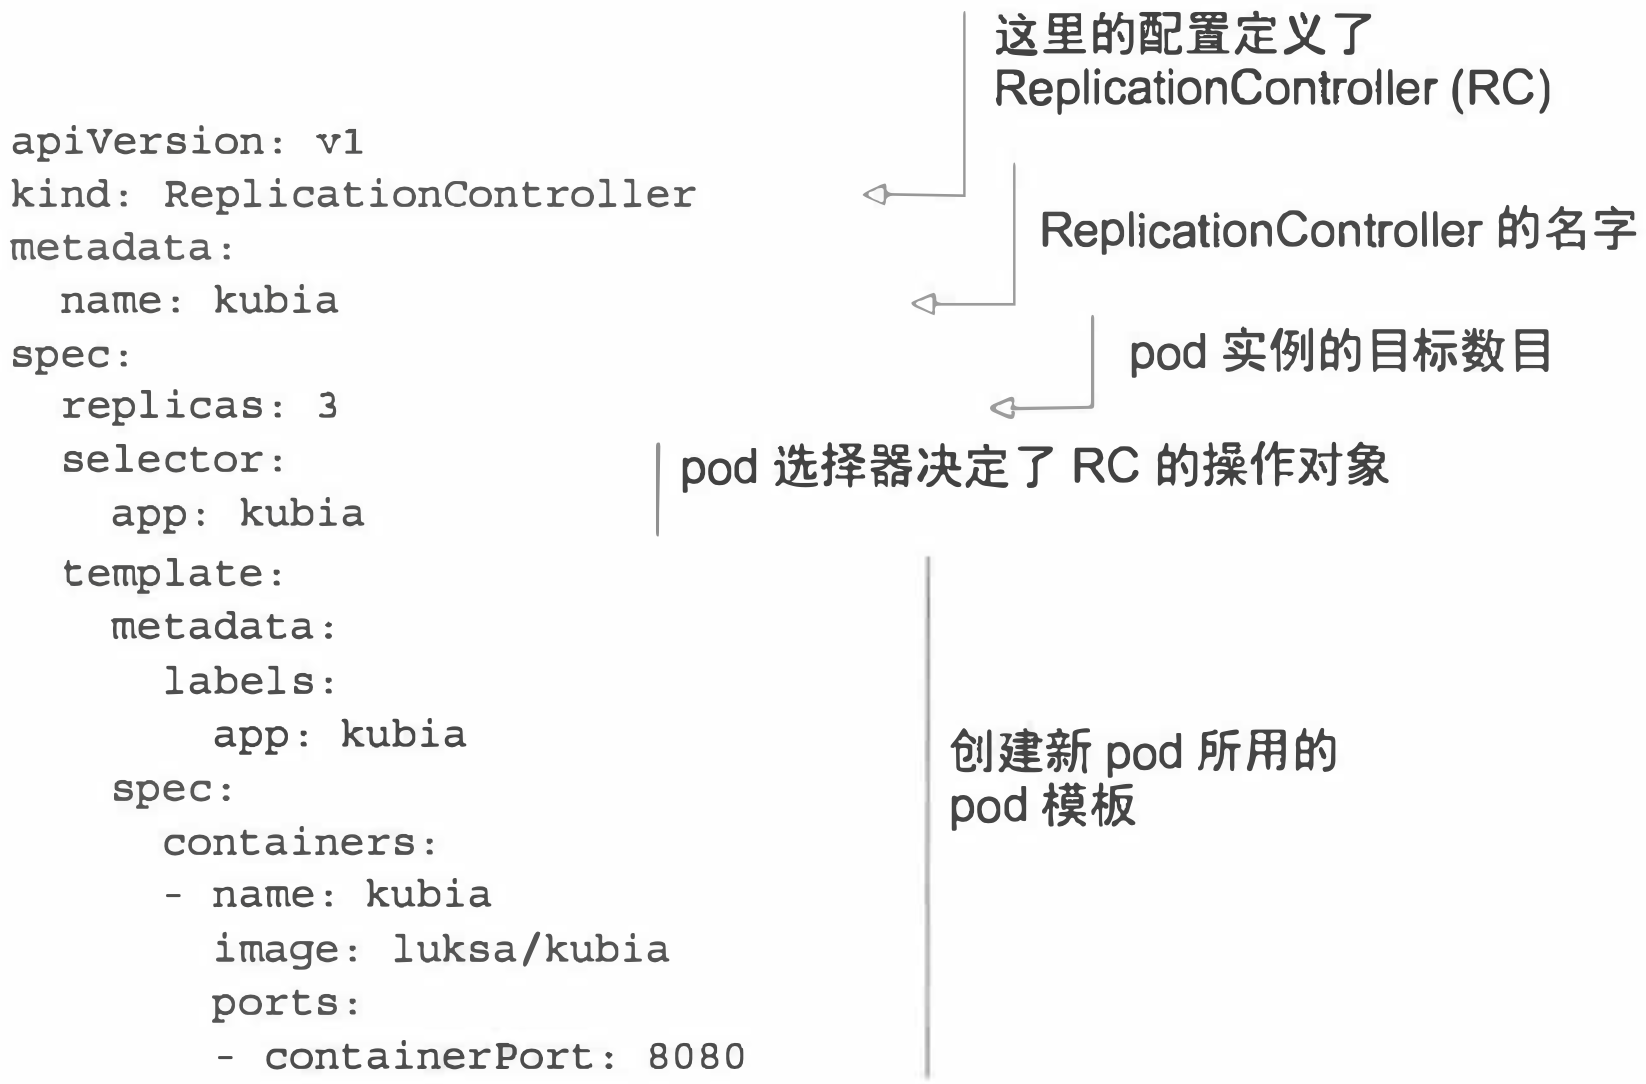 这里的配置定义了
ReplicationController (RC)
apiVersion: v1
kind: ReplicationController
metadata:
ReplicationController 的名字
name: kubia
spec:
pod 实例的目标数目
replicas: 3
selector:
pod 选择器决定了 RC 的操作对象
app: kubia
template:
metadata:
labels:
app: kubia
创建新 pod 所用的
pod 模板
spec:
containers:
- name: kubia
image: luksa/kubia
ports:
- containerPort: 8080